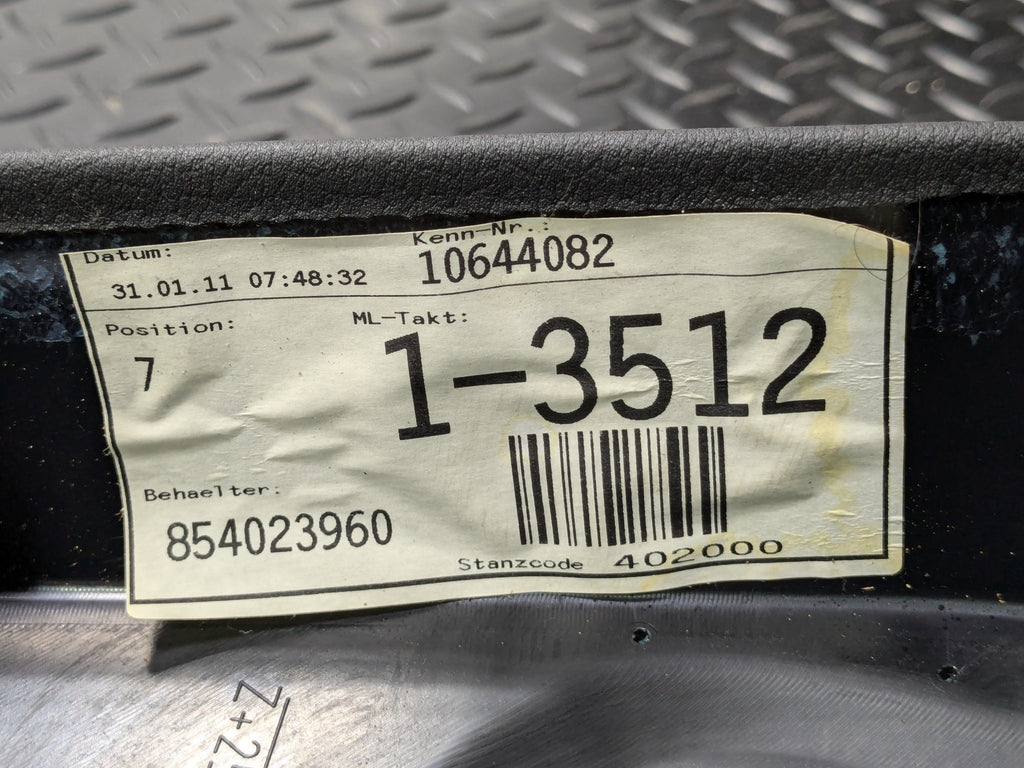 Datum:
Kenn-Nr.:
31.01.11 07:48:32
10644082
Position:
ML-Takt:
7
1-3512
Behaelter:
854023960
Stanzcode 402000